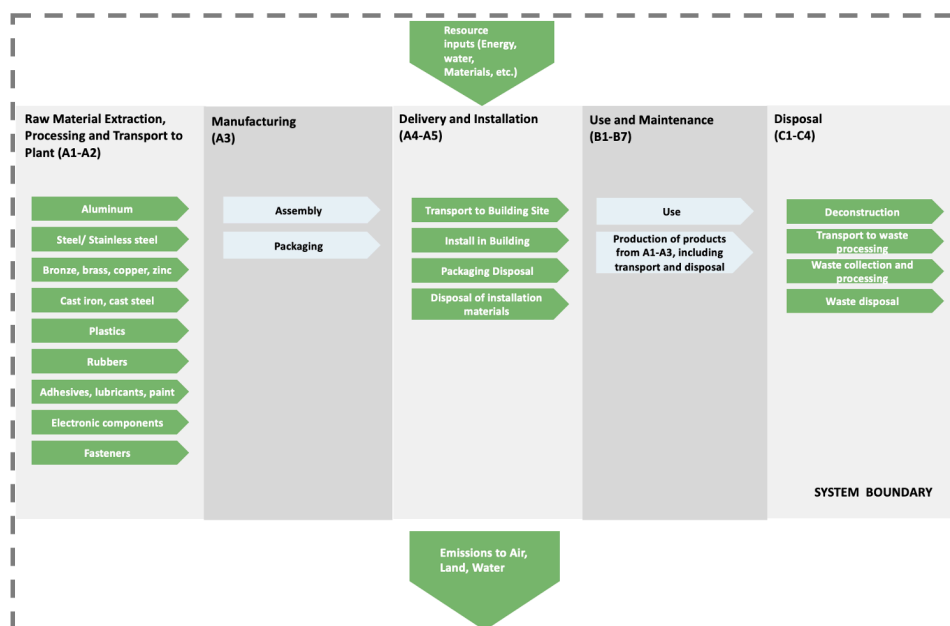 Resource
inputs (Energy,
water,
Materials, etc.)
Raw Material Extraction,
Processing and Transport to
Plant (A1-A2)
Aluminum
Steel/ Stainless steel
Bronze, brass, copper, zinc
Cast iron, cast steel
Plastics
Rubbers
Adhesives, lubricants, paint
Electronic components
Fasteners
Manufacturing
(A3)
Assembly
Packaging
Delivery and Installation
(A4-A5)
Transport to Building Site
Install in Building
Packaging Disposal
Disposal of installation
materials
Use and Maintenance
(B1-B7)
Use
Production of products
from A1-A3, including
transport and disposal
Disposal
(C1-C4)
Deconstruction
Transport to waste
processing
Waste collection and
processing
Waste disposal
SYSTEM BOUNDARY
Emissions to Air,
Land, Water